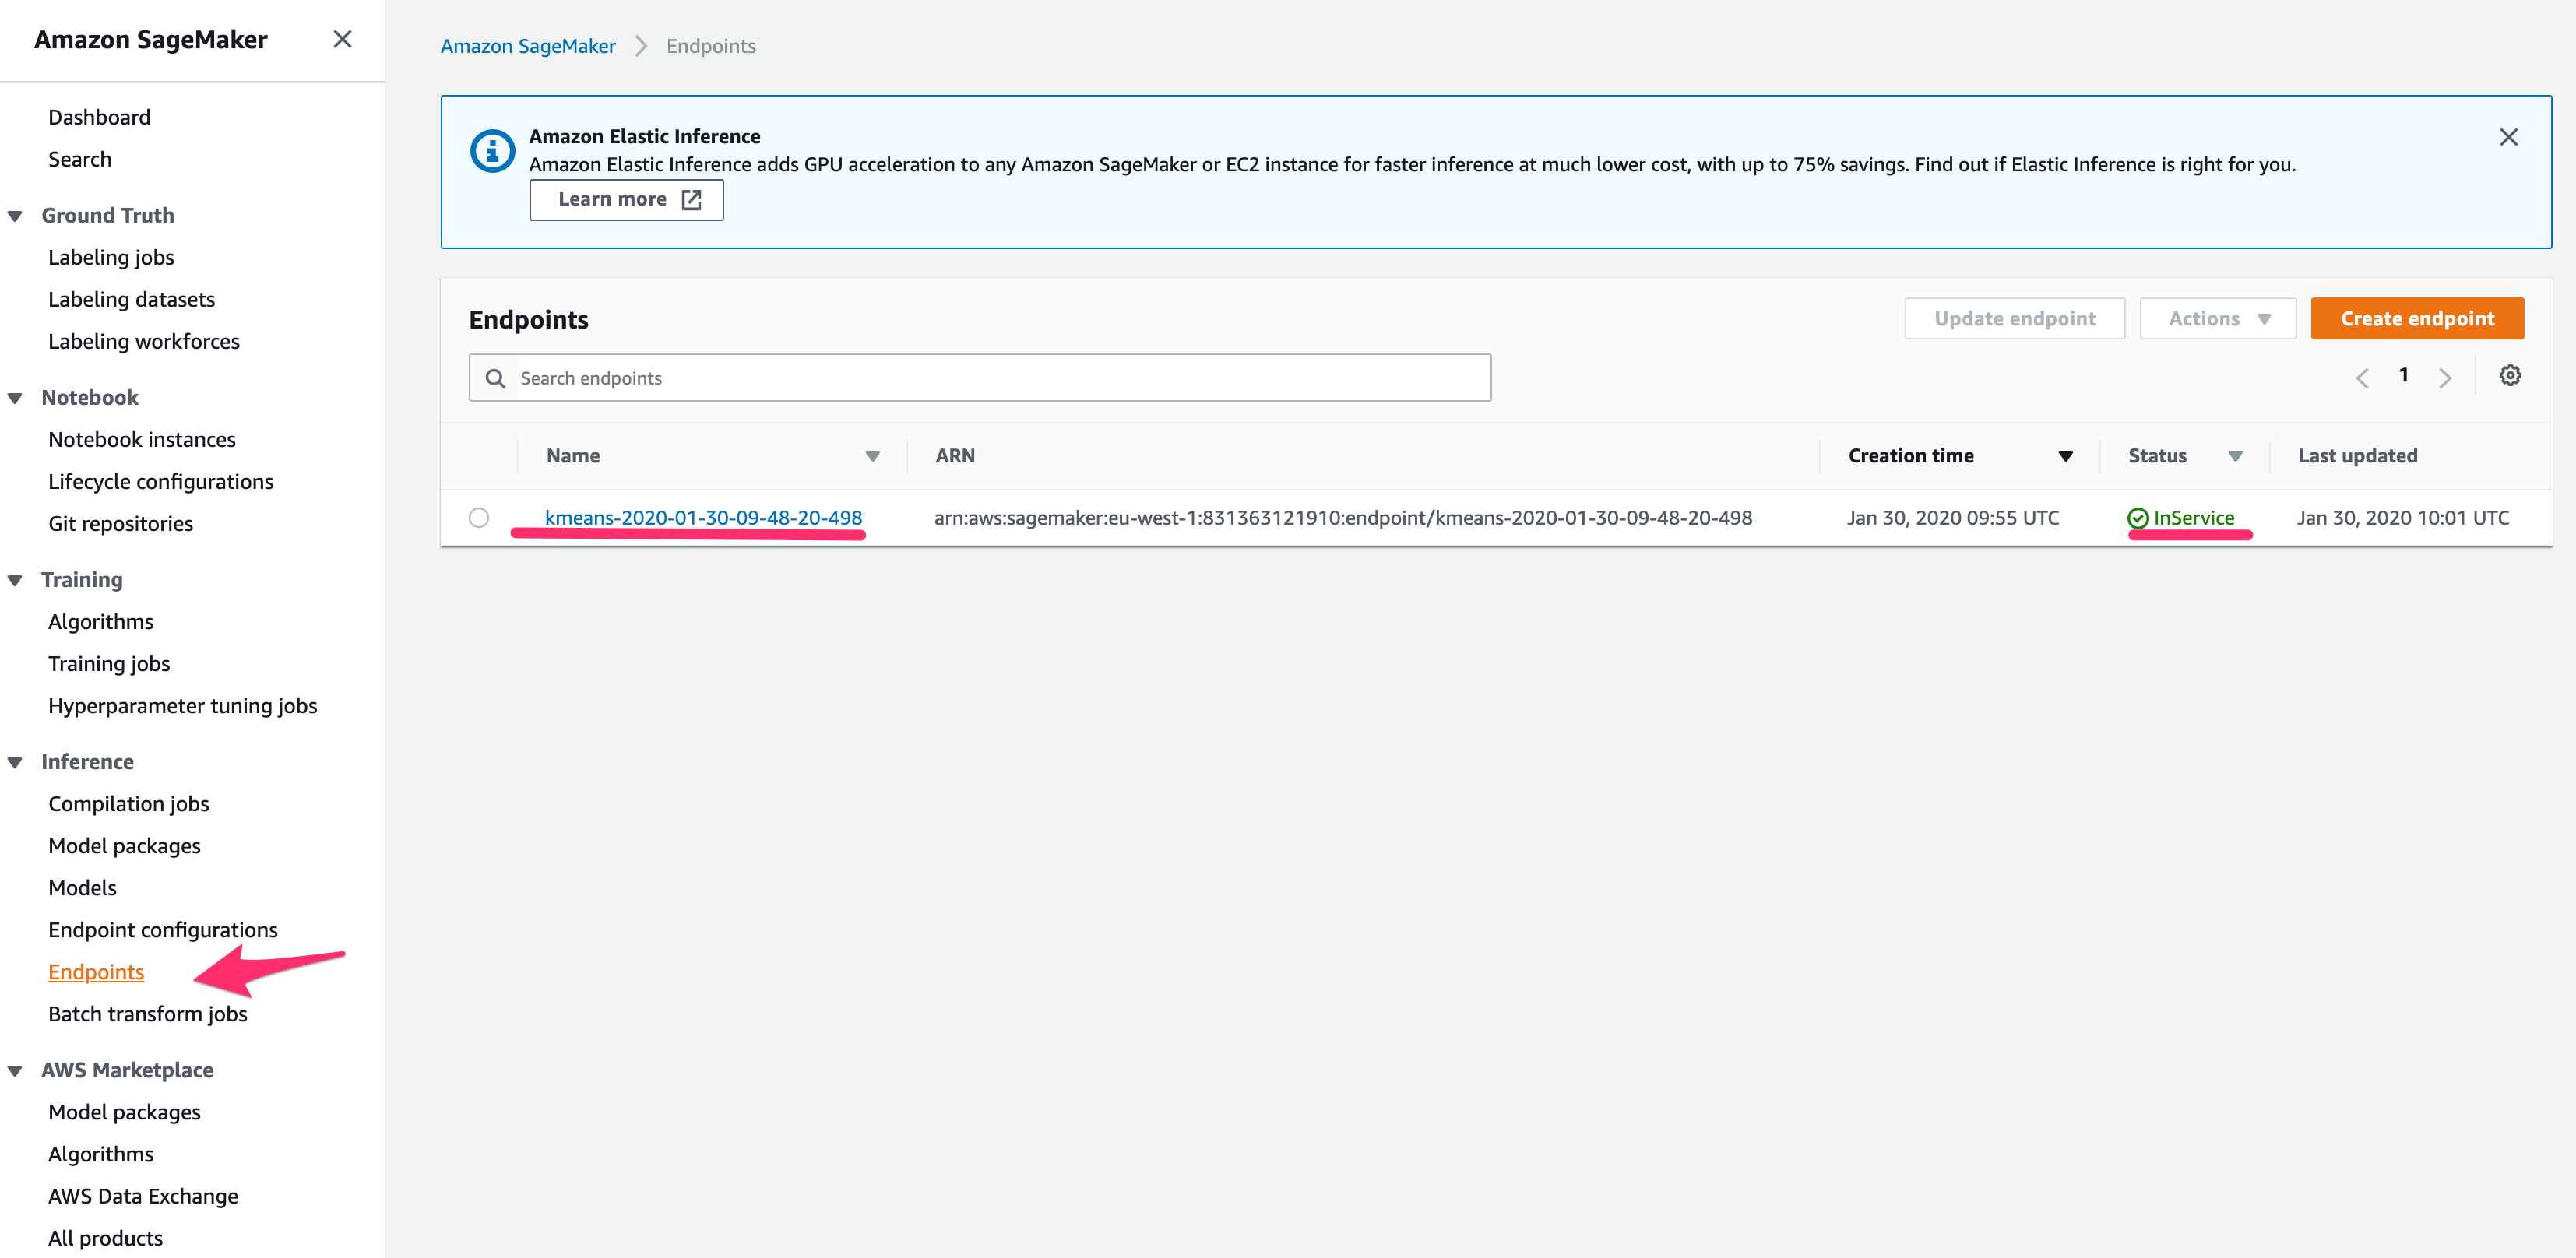 Amazon SageMaker
Dashboard
Search
Ground Truth
Labeling jobs
Labeling datasets
Labeling workforces
Notebook
Notebook instances
Lifecycle configurations
Git repositories
Training
Algorithms
Training jobs
Hyperparameter tuning jobs
Inference
Compilation jobs
Model packages
Models
Endpoint configurations
Endpoints
Batch transform jobs
AWS Marketplace
Model packages
Algorithms
AWS Data Exchange
All products
Amazon SageMaker Endpoints
Amazon Elastic Inference
Amazon Elastic Inference adds GPU acceleration to any Amazon SageMaker or EC2 instance for faster inference at much lower cost, with up to 75% savings. Find out if Elastic Inference is right for you.
Learn more
Endpoints Update endpoint Actions Create endpoint
Search endpoints 1
Name ARN Creation time Status Last updated
kmeans-2020-01-30-09-48-20-498 arn:aws:sagemaker:eu-west-1:831363121910:endpoint/kmeans-2020-01-30-09-48-20-498 Jan 30, 2020 09:55 UTC InService Jan 30, 2020 10:01 UTC